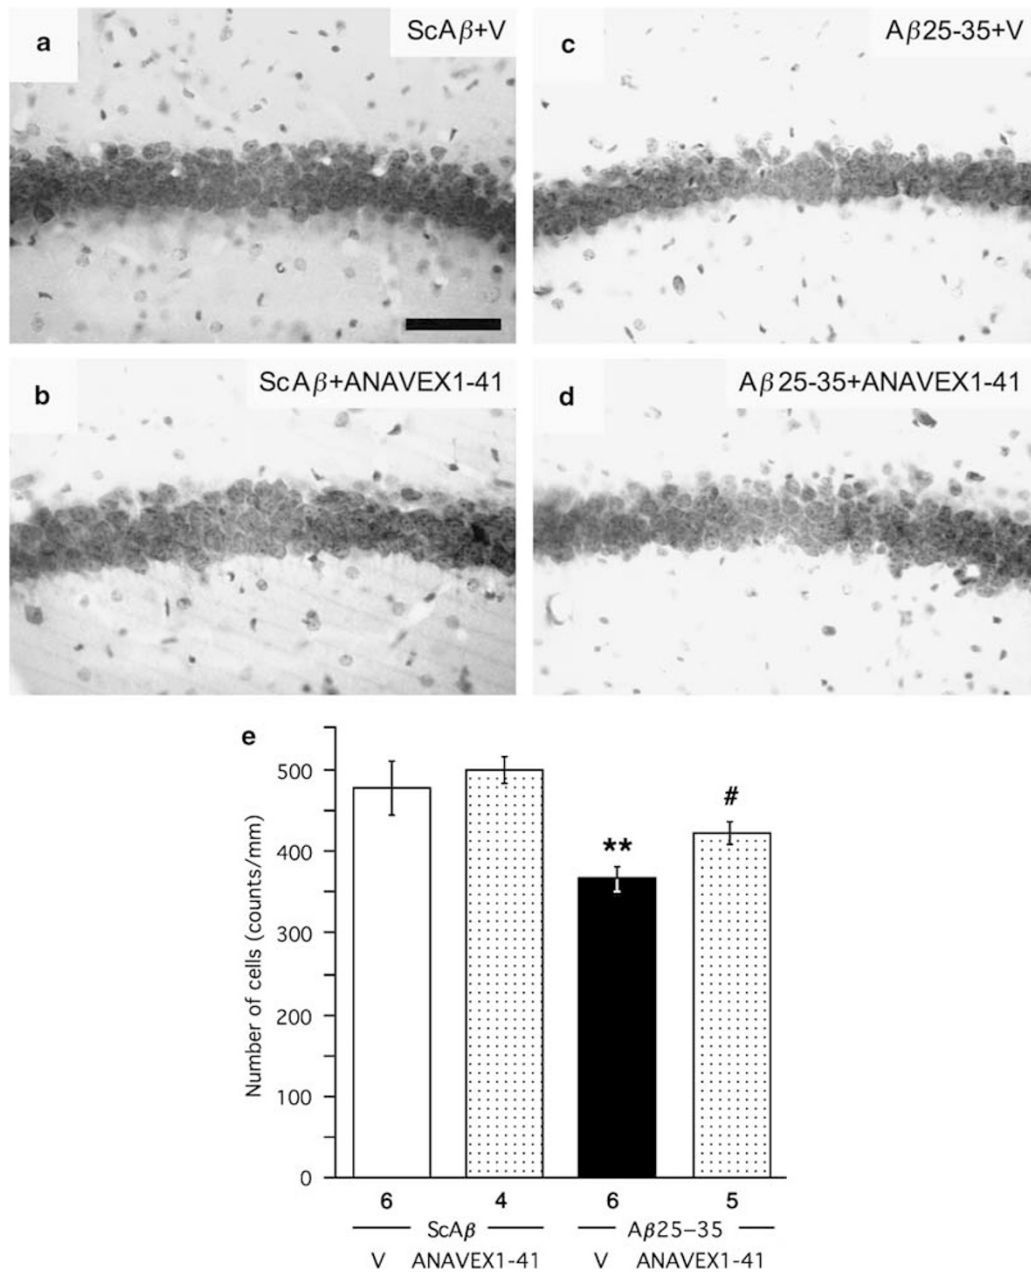 a
ScAβ+V
c
Aβ25-35+V
b
ScAβ+ANAVEX1-41
d
Aβ25-35+ANAVEX1-41
e
Number of cells (counts/mm)
500
400
300
200
100
0
**
#
6 4 6 5
ScAβ Aβ25–35
V ANAVEX1-41 V ANAVEX1-41